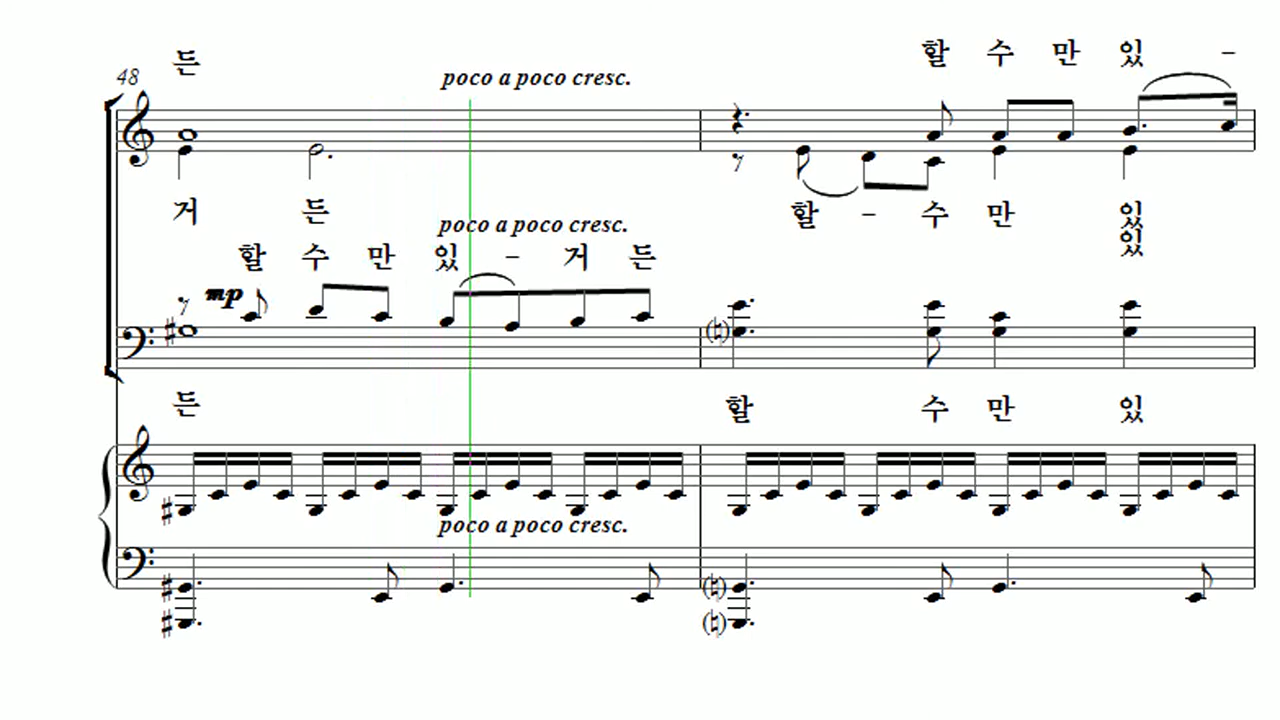 든 할 수 만 있 -
48 poco a poco cresc.
거 든 할 - 수 만 있
poco a poco cresc.
할 수 만 있 - 거 든 있
mp
든 할 수 만 있
poco a poco cresc.